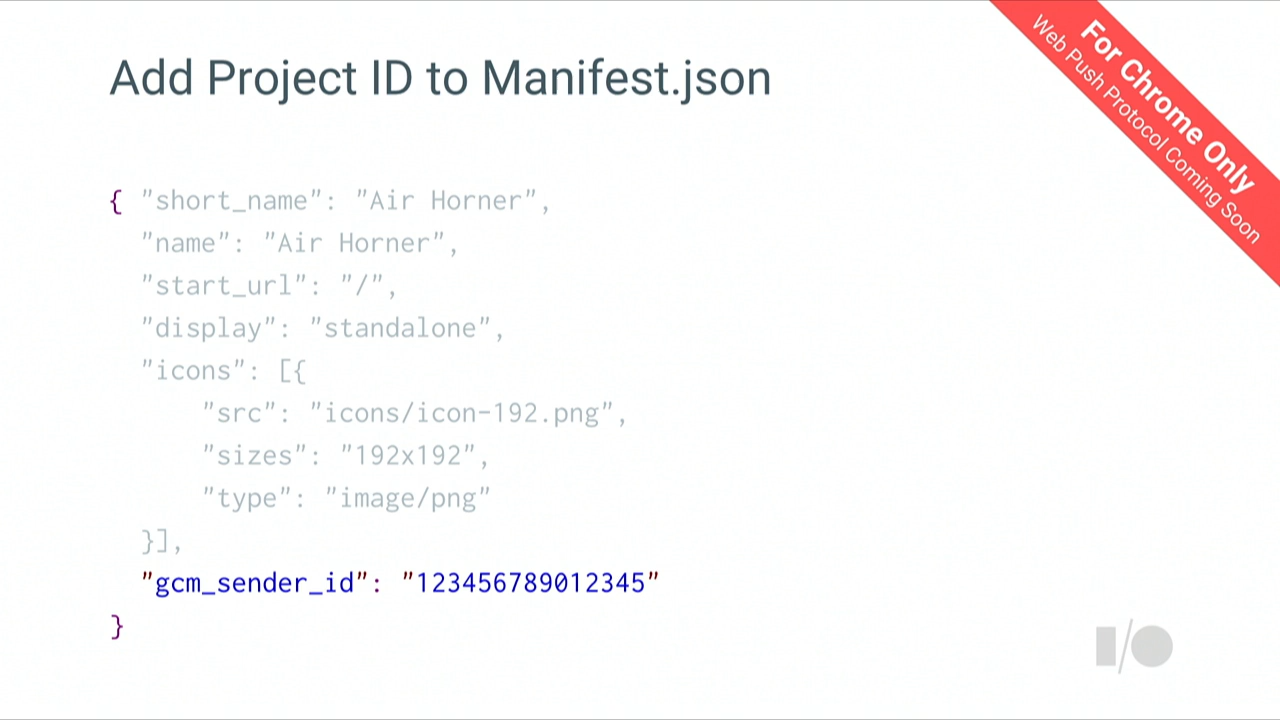 Add Project ID to Manifest.json
For Chrome Only
Web Push Protocol Coming Soon
{ "short_name": "Air Horner",
"name": "Air Horner",
"start_url": "/",
"display": "standalone",
"icons": [{
"src": "icons/icon-192.png",
"sizes": "192x192",
"type": "image/png"
}],
"gcm_sender_id": "123456789012345"
}
I/O